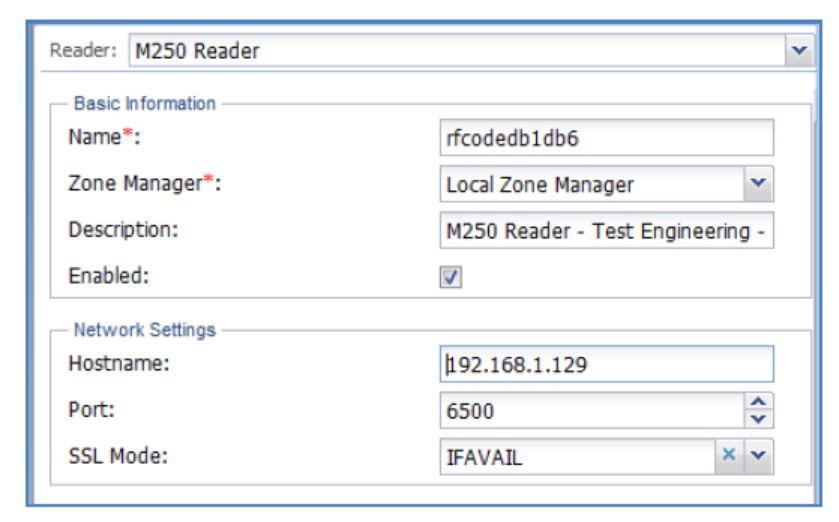 Reader: M250 Reader
Basic Information
Name*: rfcodedb1db6
Zone Manager*: Local Zone Manager
Description: M250 Reader - Test Engineering -
Enabled:
Network Settings
Hostname: 192.168.1.129
Port: 6500
SSL Mode: IFAVAIL